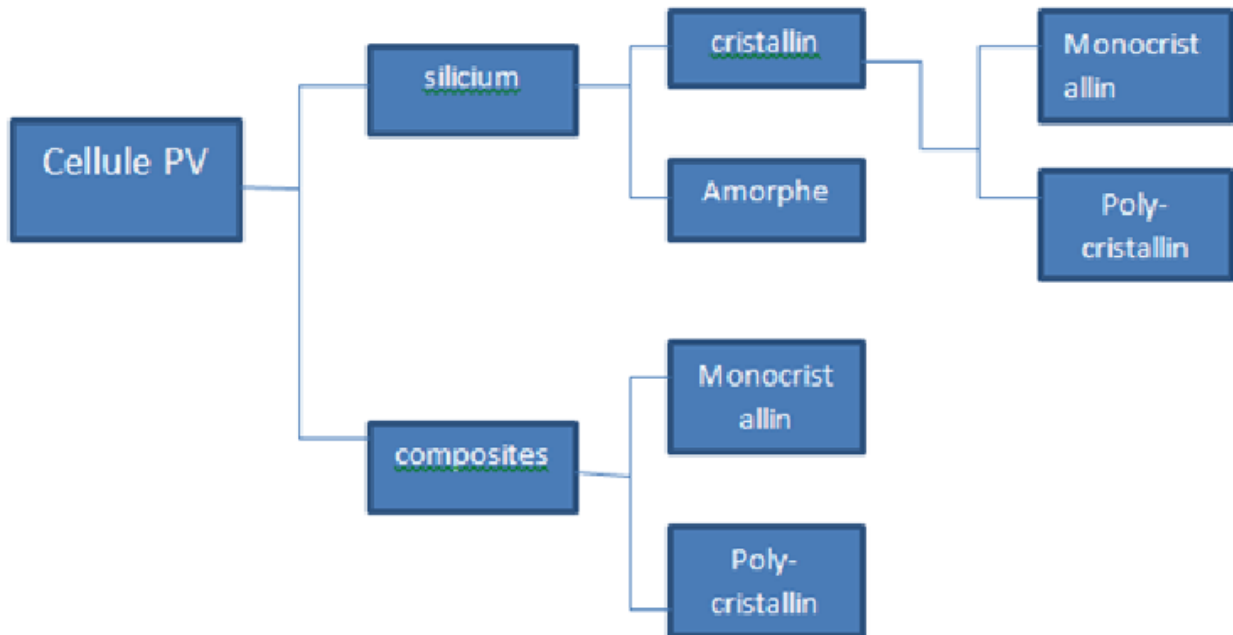 Cellule PV
silicium
cristallin
Monocrist
allin
Poly-
cristallin
Amorphe
composites
Monocrist
allin
Poly-
cristallin